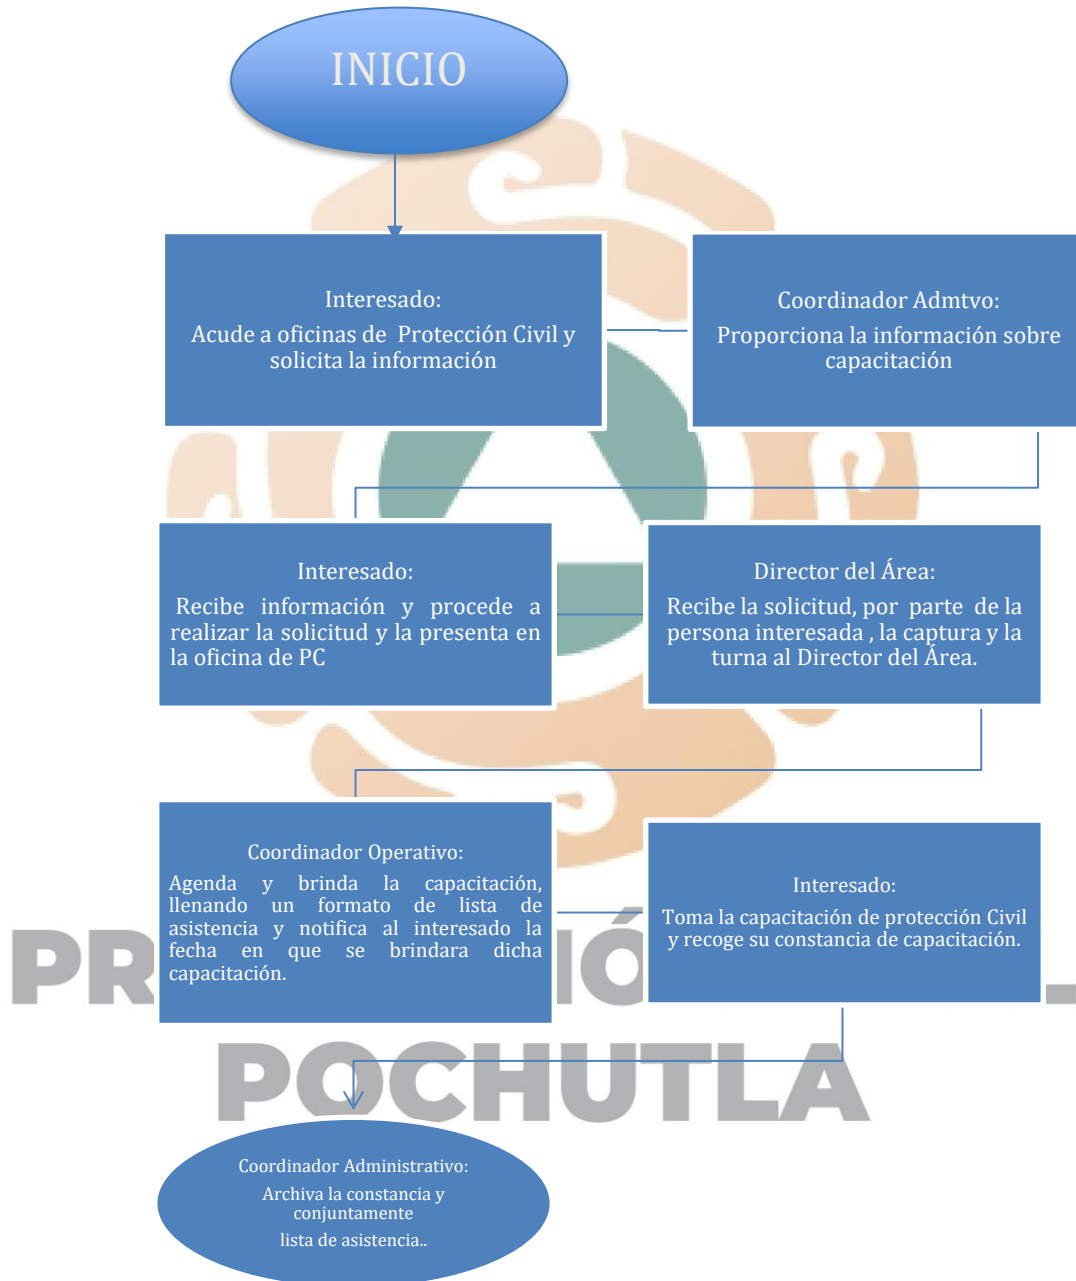 INICIO
Interesado:
Acude a oficinas de Protección Civil y
solicita la información
Coordinador Admtvo:
Proporciona la información sobre
capacitación
Interesado:
Recibe información y procede a
realizar la solicitud y la presenta en
la oficina de PC
Director del Área:
Recibe la solicitud, por parte de la
persona interesada , la captura y la
turna al Director del Área.
Coordinador Operativo:
Agenda y brinda la capacitación,
llenando un formato de lista de
asistencia y notifica al interesado la
fecha en que se brindara dicha
capacitación.
Interesado:
Toma la capacitación de protección Civil
y recoge su constancia de capacitación.
POCHUTLA
Coordinador Administrativo:
Archiva la constancia y
conjuntamente
lista de asistencia..